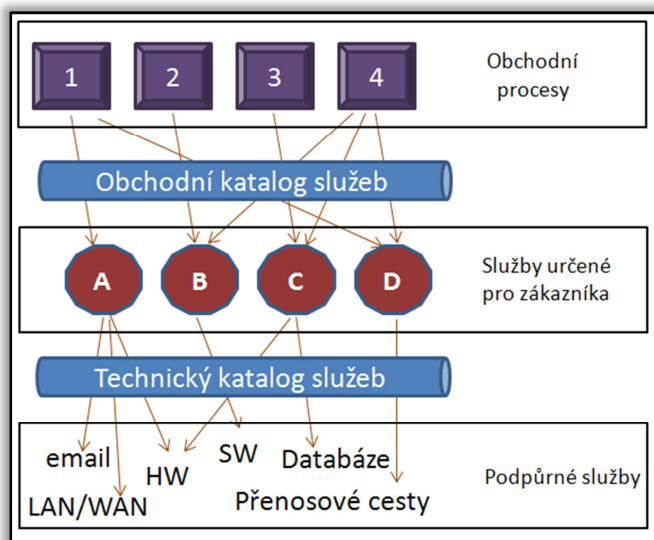 1 2 3 4
Obchodní
procesy
Obchodní katalog služeb
A B C D
Služby určené
pro zákazníka
Technický katalog služeb
email
HW
SW
Databáze
LAN/WAN
Přenosové cesty
Podpůrné služby